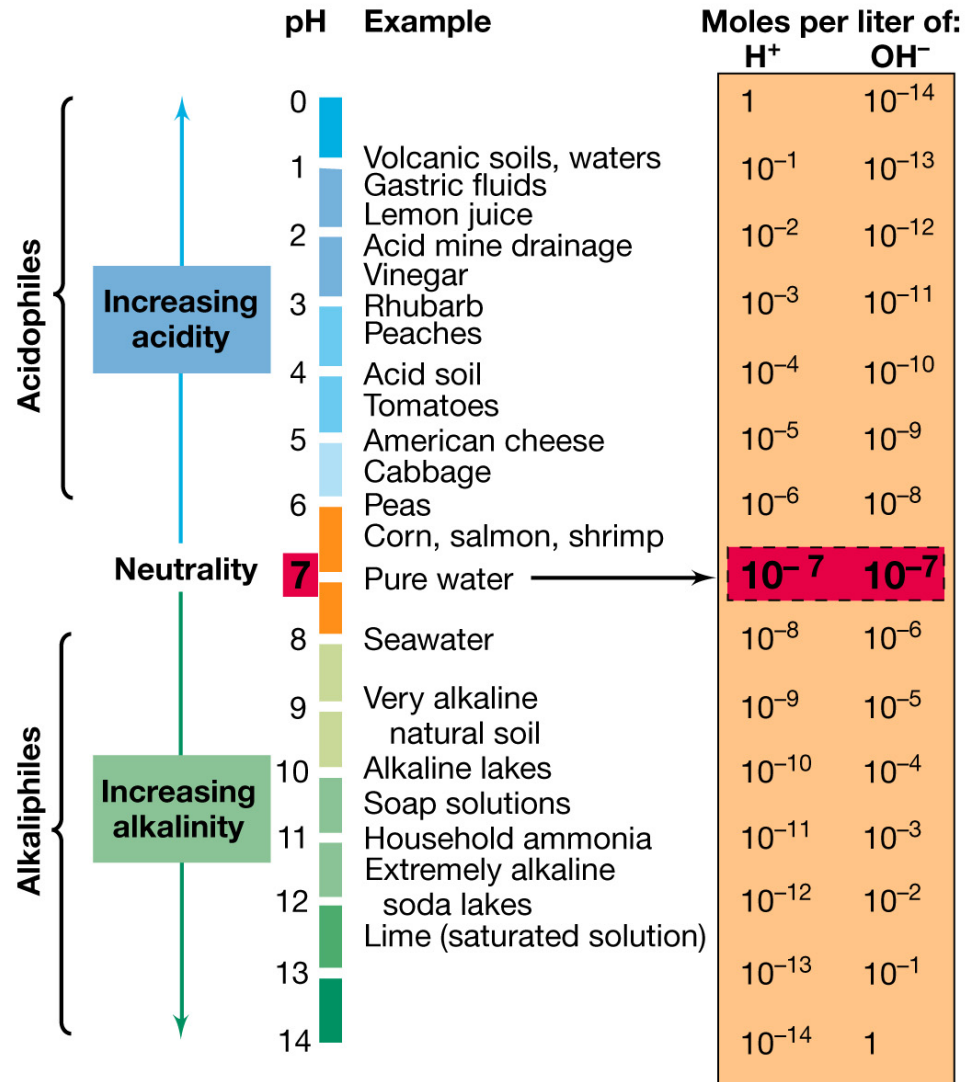 pH Example Moles per liter of:
H⁺ OH⁻
0 1 10⁻¹⁴
Volcanic soils, waters
1 10⁻¹ 10⁻¹³
Gastric fluids
Lemon juice
2 10⁻² 10⁻¹²
Acid mine drainage
Vinegar
3 Rhubarb 10⁻³ 10⁻¹¹
Peaches
4 Acid soil 10⁻⁴ 10⁻¹⁰
Tomatoes
5 American cheese 10⁻⁵ 10⁻⁹
Cabbage
6 Peas 10⁻⁶ 10⁻⁸
Corn, salmon, shrimp
Neutrality 7 Pure water 10⁻⁷ 10⁻⁷
8 Seawater 10⁻⁸ 10⁻⁶
Very alkaline
9 10⁻⁹ 10⁻⁵
natural soil
10 Alkaline lakes 10⁻¹⁰ 10⁻⁴
Soap solutions
11 Household ammonia 10⁻¹¹ 10⁻³
Extremely alkaline
12 soda lakes 10⁻¹² 10⁻²
Lime (saturated solution)
13 10⁻¹³ 10⁻¹
14 10⁻¹⁴ 1
Acidophiles
Increasing
acidity
Alkaliphiles
Increasing
alkalinity